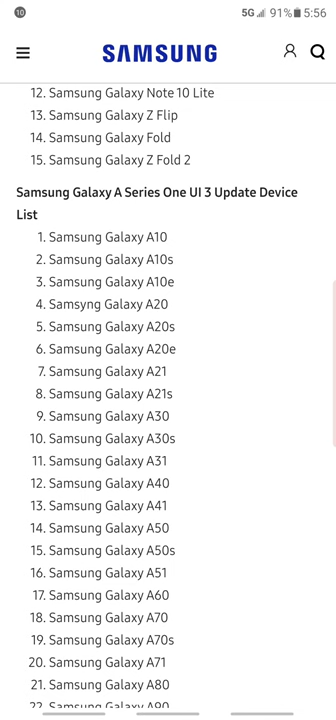 10 5G 91% 5:56
SAMSUNG
12. Samsung Galaxy Note 10 Lite
13. Samsung Galaxy Z Flip
14. Samsung Galaxy Fold
15. Samsung Galaxy Z Fold 2
Samsung Galaxy A Series One UI 3 Update Device
List
1. Samsung Galaxy A10
2. Samsung Galaxy A10s
3. Samsung Galaxy A10e
4. Samsyng Galaxy A20
5. Samsung Galaxy A20s
6. Samsung Galaxy A20e
7. Samsung Galaxy A21
8. Samsung Galaxy A21s
9. Samsung Galaxy A30
10. Samsung Galaxy A30s
11. Samsung Galaxy A31
12. Samsung Galaxy A40
13. Samsung Galaxy A41
14. Samsung Galaxy A50
15. Samsung Galaxy A50s
16. Samsung Galaxy A51
17. Samsung Galaxy A60
18. Samsung Galaxy A70
19. Samsung Galaxy A70s
20. Samsung Galaxy A71
21. Samsung Galaxy A80
22. Samsung Galaxy A90